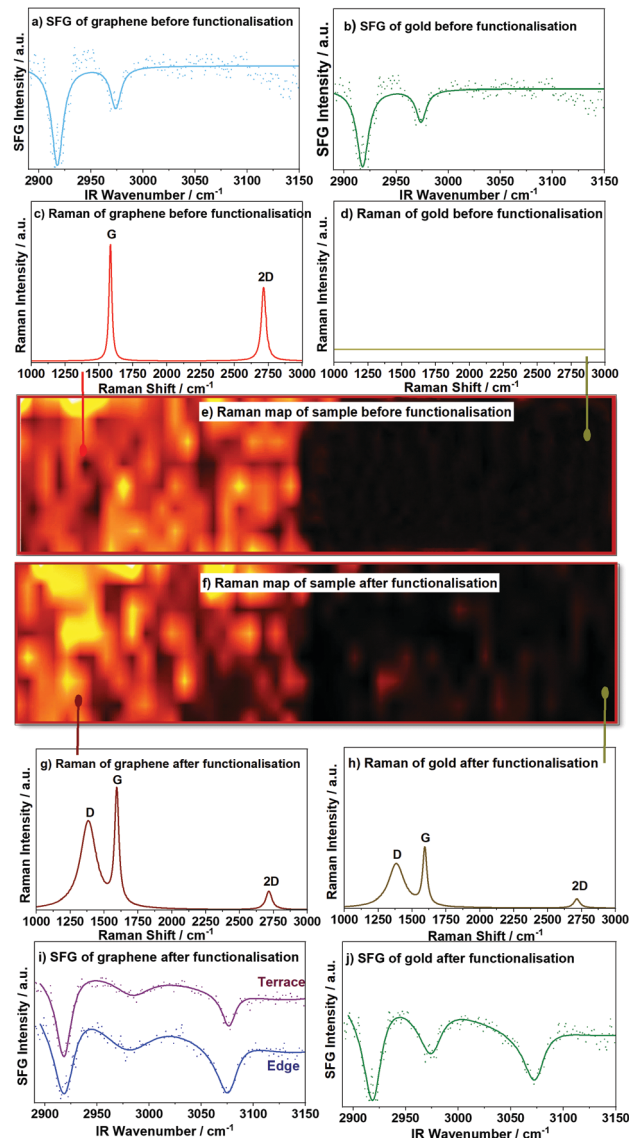 a) SFG of graphene before functionalisation
SFG Intensity / a.u.
2900 2950 3000 3050 3100 3150
IR Wavenumber / cm⁻¹
b) SFG of gold before functionalisation
SFG Intensity / a.u.
2900 2950 3000 3050 3100 3150
IR Wavenumber / cm⁻¹
c) Raman of graphene before functionalisation
G
2D
Raman Intensity / a.u.
1000 1250 1500 1750 2000 2250 2500 2750 3000
Raman Shift / cm⁻¹
d) Raman of gold before functionalisation
Raman Intensity / a.u.
1000 1250 1500 1750 2000 2250 2500 2750 3000
Raman Shift / cm⁻¹
e) Raman map of sample before functionalisation
f) Raman map of sample after functionalisation
g) Raman of graphene after functionalisation
G
D
2D
Raman Intensity / a.u.
1000 1250 1500 1750 2000 2250 2500 2750 3000
Raman Shift / cm⁻¹
h) Raman of gold after functionalisation
G
D
2D
Raman Intensity / a.u.
1000 1250 1500 1750 2000 2250 2500 2750 3000
Raman Shift / cm⁻¹
i) SFG of graphene after functionalisation
Terrace
Edge
SFG Intensity / a.u.
2900 2950 3000 3050 3100 3150
IR Wavenumber / cm⁻¹
j) SFG of gold after functionalisation
SFG Intensity / a.u.
2900 2950 3000 3050 3100 3150
IR Wavenumber / cm⁻¹